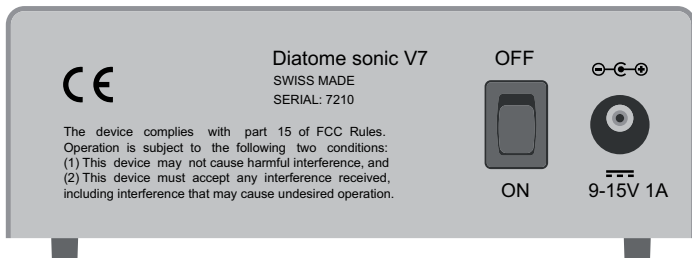 CE
Diatome sonic V7
SWISS MADE
SERIAL: 7210
The device complies with part 15 of FCC Rules.
Operation is subject to the following two conditions:
(1) This device may not cause harmful interference, and
(2) This device must accept any interference received,
including interference that may cause undesired operation.
OFF
ON
9-15V 1A